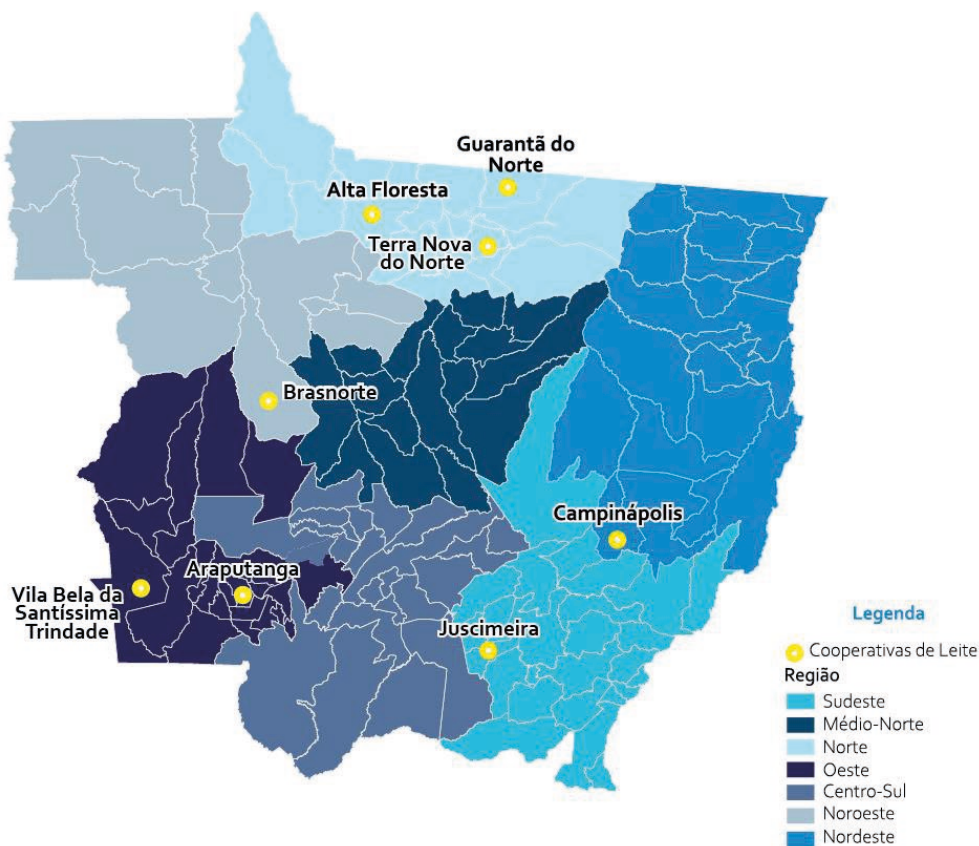 Guarantã do
Norte
Alta Floresta
Terra Nova
do Norte
Brasnorte
Campinápolis
Araputanga
Vila Bela da
Santíssima
Trindade
Juscimeira
Legenda
Cooperativas de Leite
Região
Sudeste
Médio-Norte
Norte
Oeste
Centro-Sul
Noroeste
Nordeste